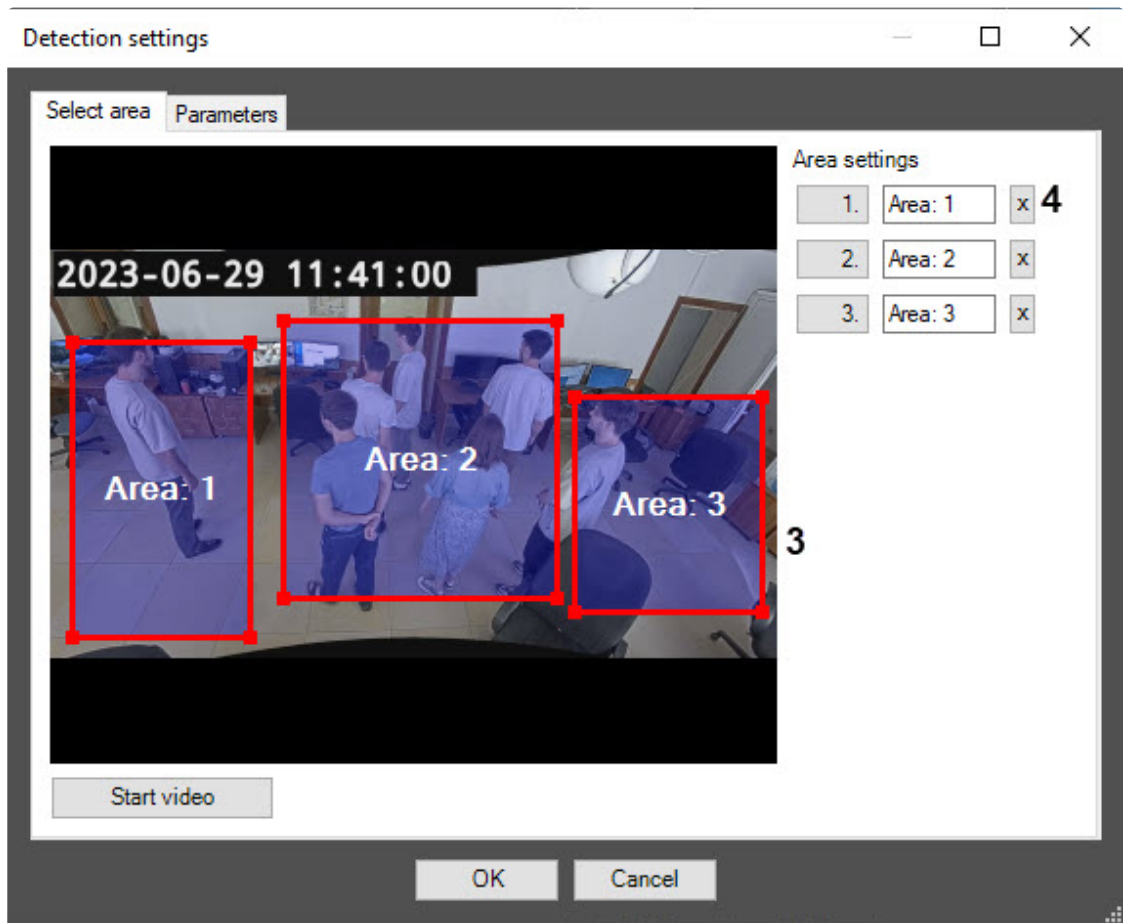 Detection settings
Select area
Parameters
Area settings
1. Area: 1 x 4
2. Area: 2 x
3. Area: 3 x
2023-06-29 11:41:00
Area: 1
Area: 2
Area: 3
3
Start video
OK
Cancel